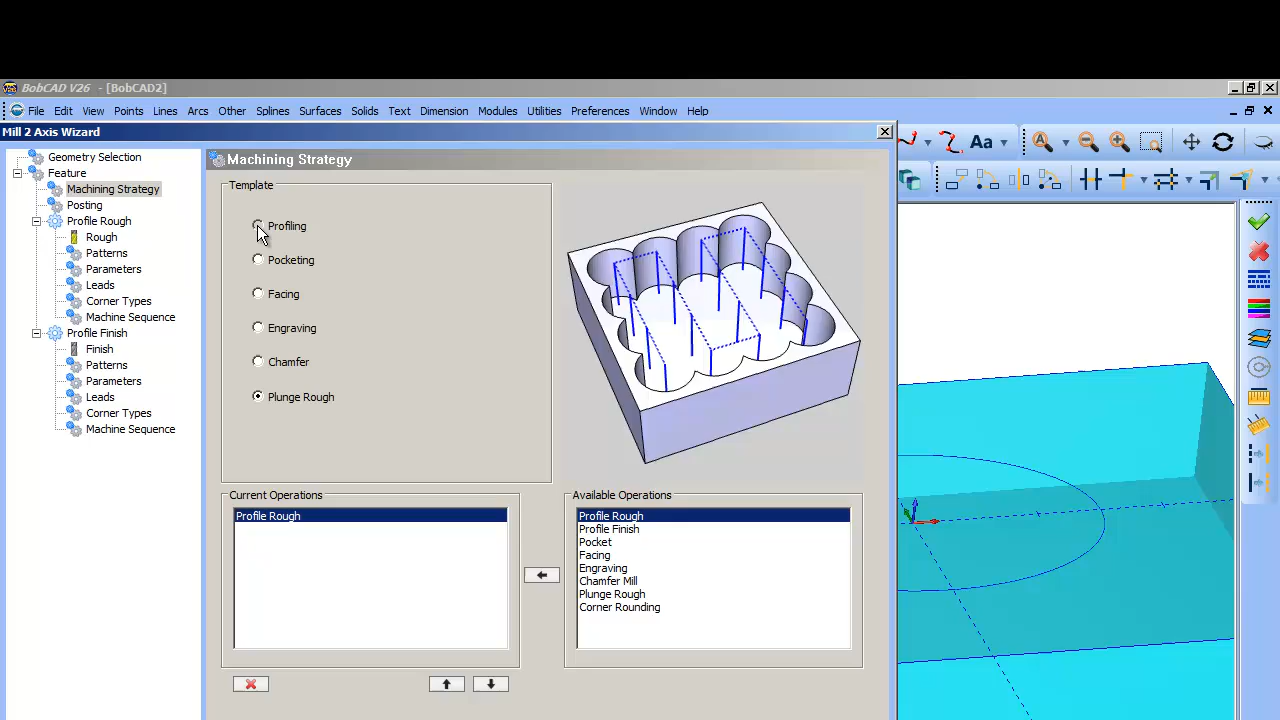 BobCAD V26 - [BobCAD2]
File Edit View Points Lines Arcs Other Splines Surfaces Solids Text Dimension Modules Utilities Preferences Window Help
Mill 2 Axis Wizard
Aa
Geometry Selection
Feature
Machining Strategy
Posting
Profile Rough
Rough
Patterns
Parameters
Leads
Corner Types
Machine Sequence
Profile Finish
Finish
Patterns
Parameters
Leads
Corner Types
Machine Sequence
Machining Strategy
Template
Profiling
Pocketing
Facing
Engraving
Chamfer
Plunge Rough
Current Operations
Profile Rough
Available Operations
Profile Rough
Profile Finish
Pocket
Facing
Engraving
Chamfer Mill
Plunge Rough
Corner Rounding